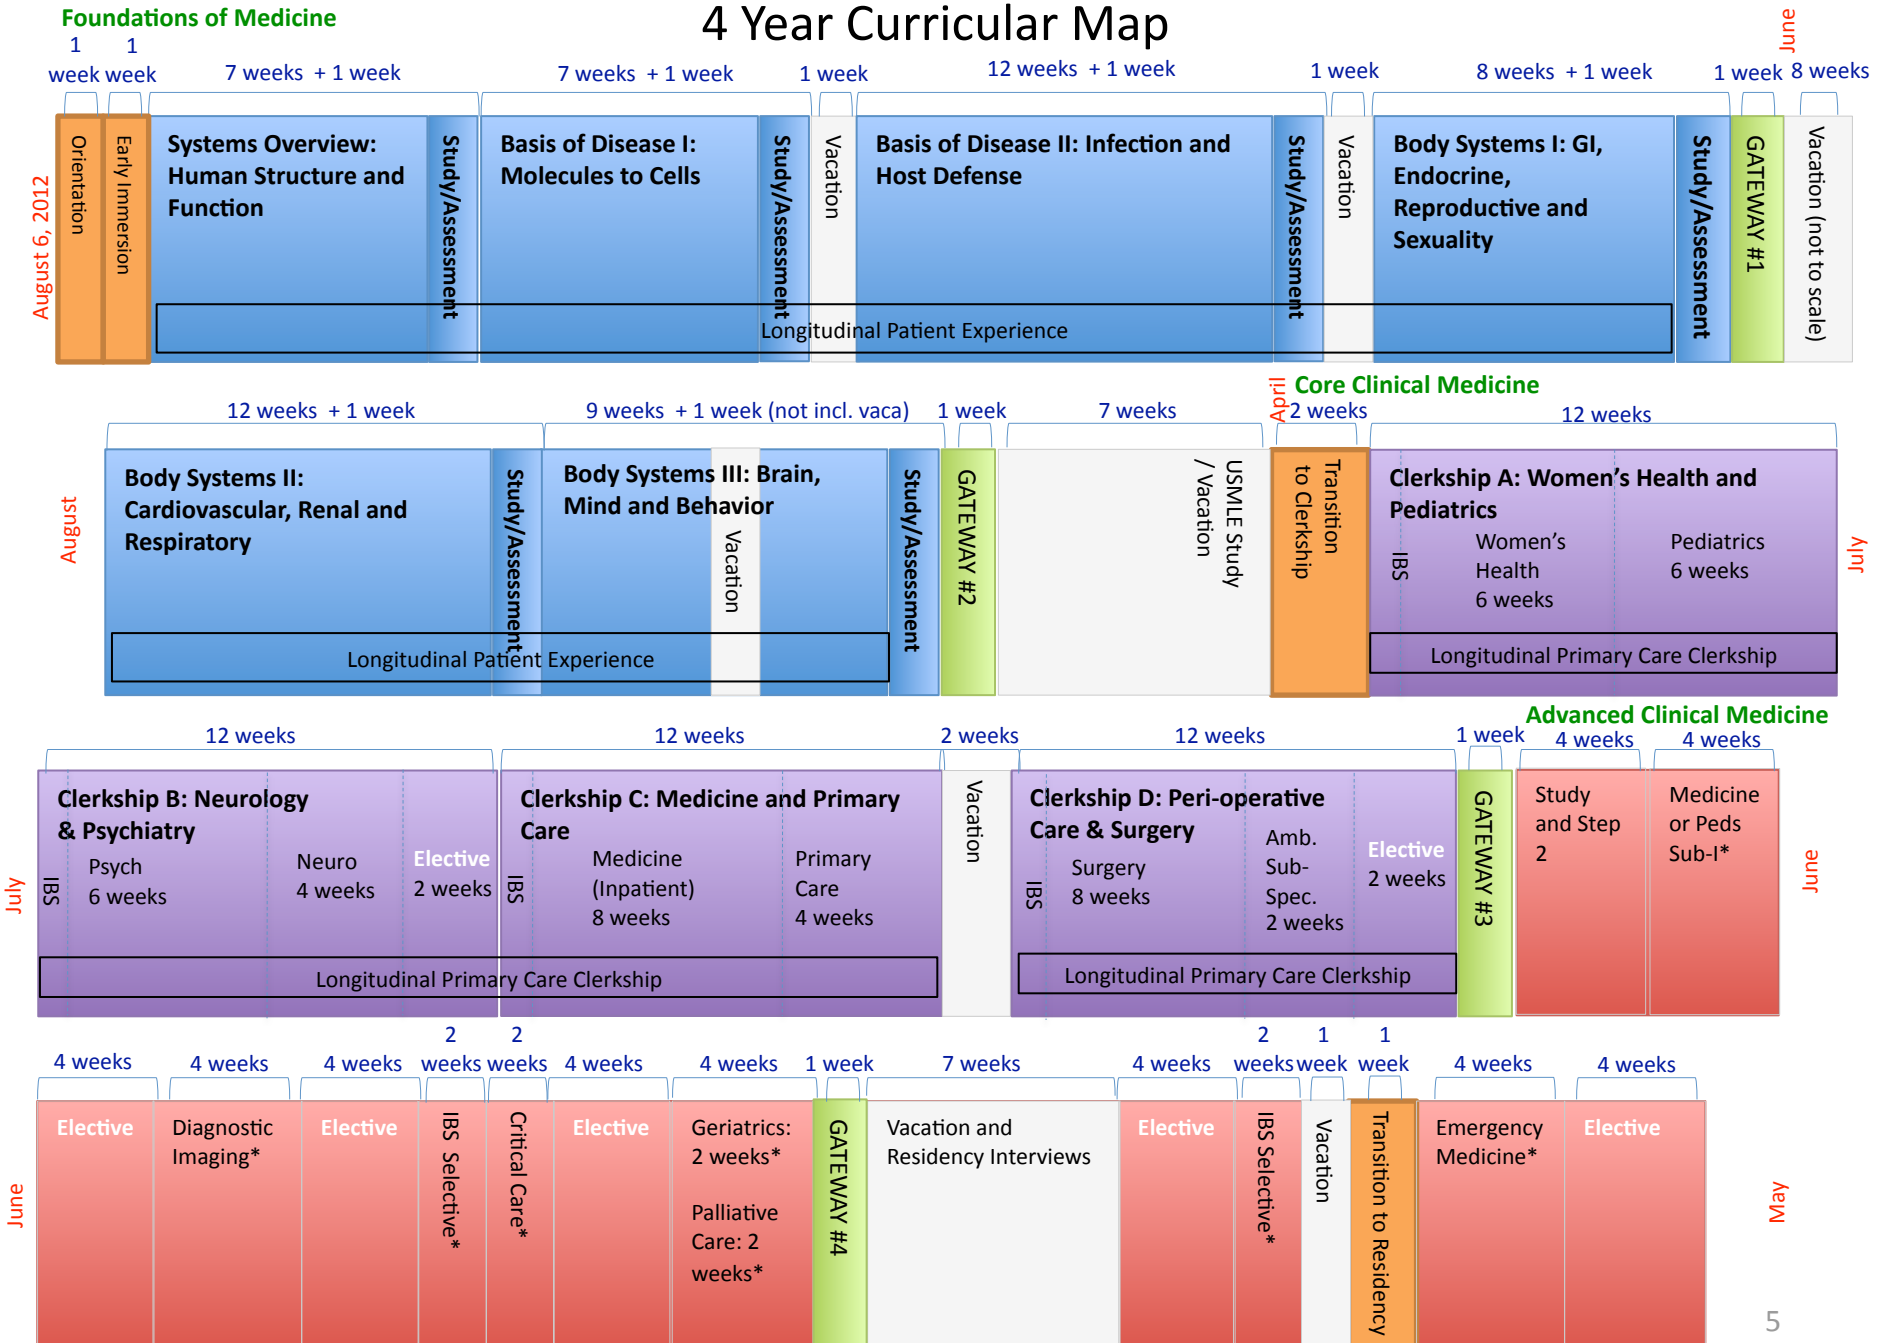 4 Year Curricular Map
Foundations of Medicine
June
1
week
1
week
7 weeks + 1 week
7 weeks + 1 week
1 week
12 weeks + 1 week
1 week
8 weeks + 1 week
1 week
8 weeks
August 6, 2012
Orientation
Early Immersion
Systems Overview:
Human Structure and
Function
Study/Assessment
Basis of Disease I:
Molecules to Cells
Study/Assessment
Vacation
Basis of Disease II: Infection and
Host Defense
Study/Assessment
Vacation
Body Systems I: GI,
Endocrine,
Reproductive and
Sexuality
Study/Assessment
GATEWAY #1
Vacation (not to scale)
Longitudinal Patient Experience
April
Core Clinical Medicine
12 weeks + 1 week
9 weeks + 1 week (not incl. vaca)
1 week
7 weeks
2 weeks
12 weeks
August
Body Systems II:
Cardiovascular, Renal and
Respiratory
Study/Assessment
Body Systems III: Brain,
Mind and Behavior
Vacation
Study/Assessment
GATEWAY #2
USMLE Study
/ Vacation
Transition
to Clerkship
Clerkship A: Women's Health and
Pediatrics
IBS
Women's
Health
6 weeks
Pediatrics
6 weeks
July
Longitudinal Patient Experience
Longitudinal Primary Care Clerkship
Advanced Clinical Medicine
12 weeks
12 weeks
2 weeks
12 weeks
1 week
4 weeks
4 weeks
July
Clerkship B: Neurology
& Psychiatry
IBS
Psych
6 weeks
Neuro
4 weeks
Elective
2 weeks
Clerkship C: Medicine and Primary
Care
IBS
Medicine
(Inpatient)
8 weeks
Primary
Care
4 weeks
Vacation
Clerkship D: Peri-operative
Care & Surgery
IBS
Surgery
8 weeks
Amb.
Sub-
Spec.
2 weeks
Elective
2 weeks
GATEWAY #3
Study
and Step
2
Medicine
or Peds
Sub-I*
June
Longitudinal Primary Care Clerkship
Longitudinal Primary Care Clerkship
4 weeks
4 weeks
4 weeks
2
weeks
2
weeks
4 weeks
4 weeks
1 week
7 weeks
4 weeks
2
weeks
1
week
1
week
4 weeks
4 weeks
June
Elective
Diagnostic
Imaging*
Elective
IBS Selective*
Critical Care*
Elective
Geriatrics:
2 weeks*
Palliative
Care: 2
weeks*
GATEWAY #4
Vacation and
Residency Interviews
Elective
IBS Selective*
Vacation
Transition to Residency
Emergency
Medicine*
Elective
May
5